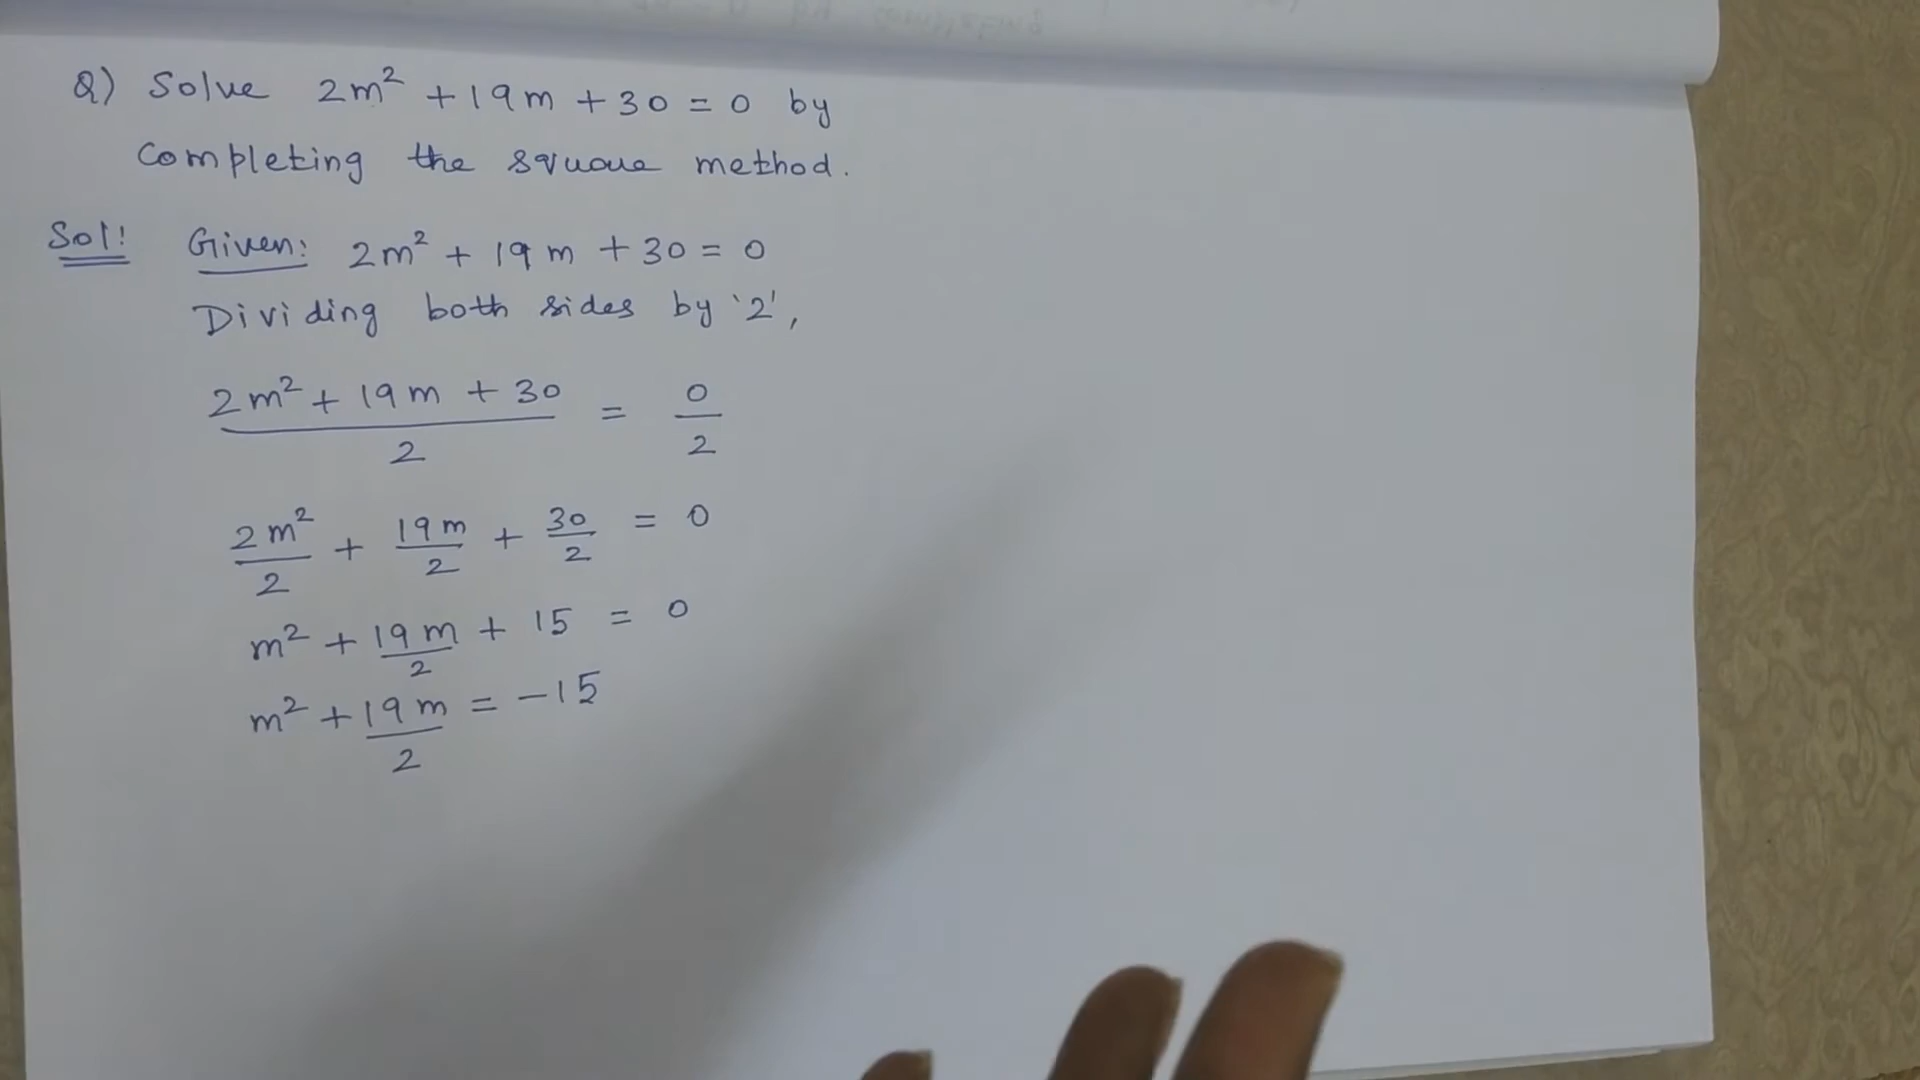 Q) Solve 2m² + 19m + 30 = 0 by
completing the square method.
Sol: Given: 2m² + 19m + 30 = 0
Dividing both sides by '2',
(2m² + 19m + 30)/2 = 0/2
2m²/2 + 19m/2 + 30/2 = 0
m² + 19m/2 + 15 = 0
m² + 19m/2 = -15